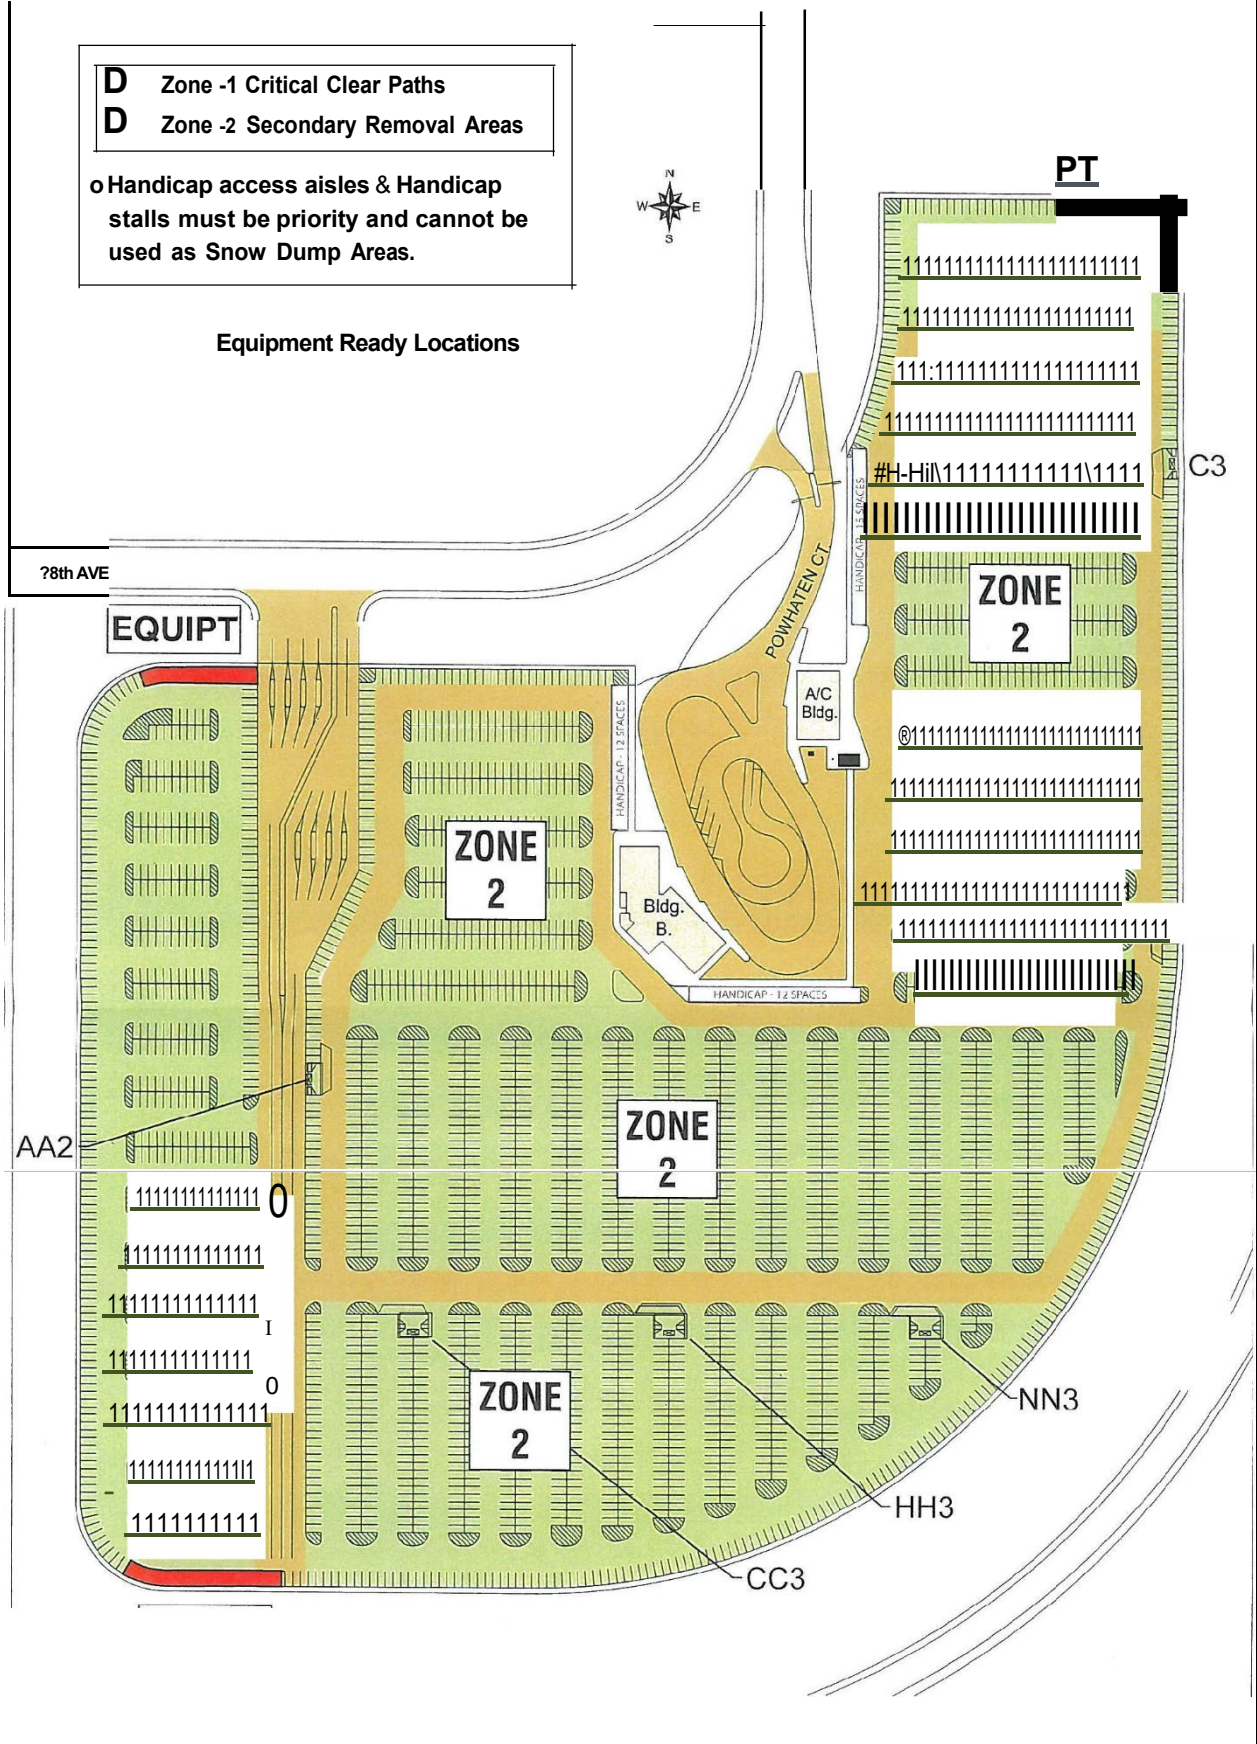 D Zone -1 Critical Clear Paths
D Zone -2 Secondary Removal Areas
o Handicap access aisles & Handicap
stalls must be priority and cannot be
used as Snow Dump Areas.
Equipment Ready Locations
N
W E
S
PT
C3
HANDICAP - 15 SPACES
?8th AVE
EQUIPT
POWHATEN CT
ZONE
2
A/C
Bldg.
HANDICAP - 12 SPACES
ZONE
2
Bldg.
B.
HANDICAP - 12 SPACES
ZONE
2
AA2
0
I
0
ZONE
2
NN3
HH3
CC3